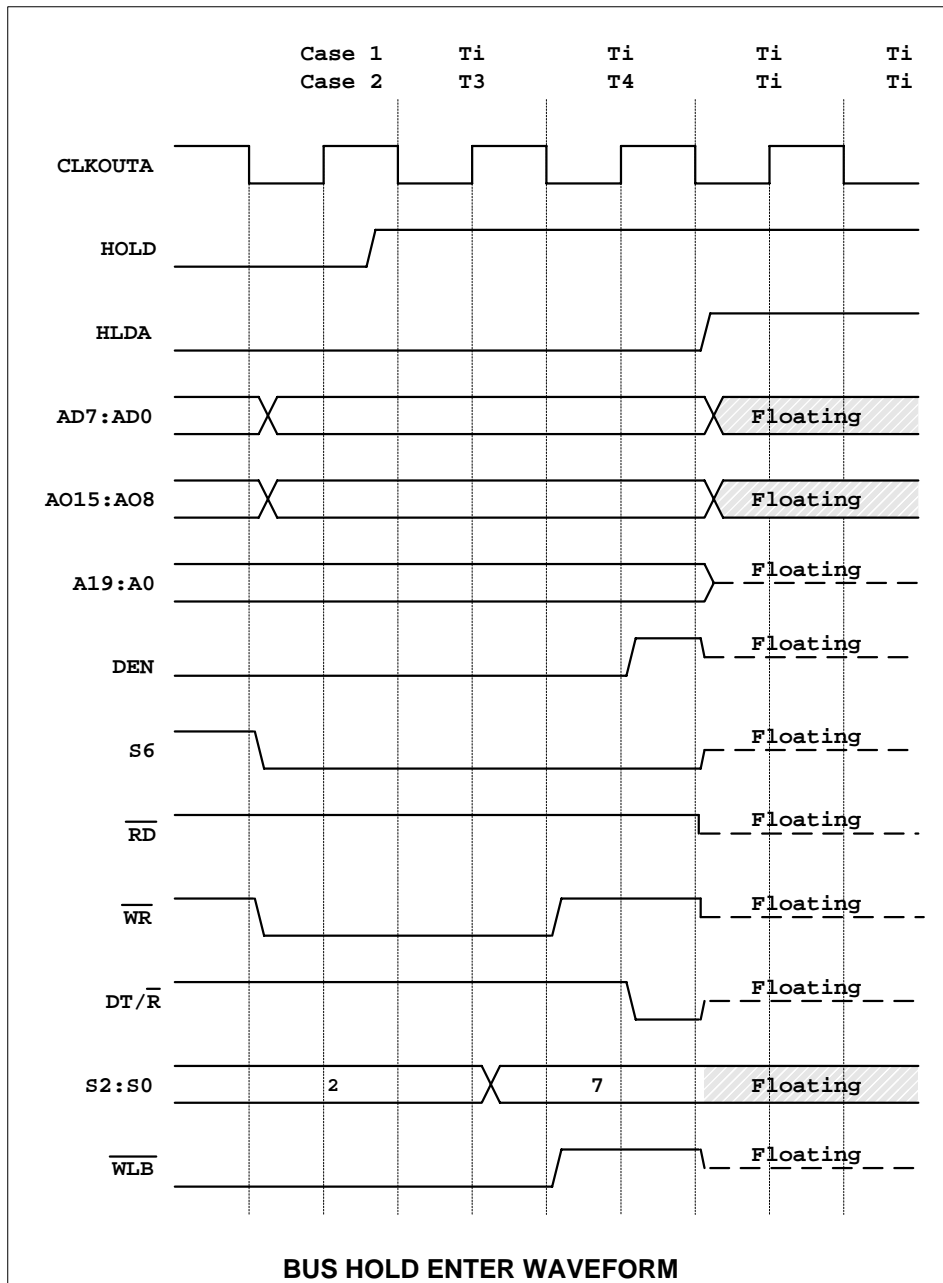 Case 1 Ti Ti Ti Ti
Case 2 T3 T4 Ti Ti
CLKOUTA
HOLD
HLDA
AD7:AD0 Floating
AO15:AO8 Floating
A19:A0 Floating
DEN Floating
S6 Floating
RD Floating
WR Floating
DT/R Floating
S2:S0 2 7 Floating
WLB Floating
BUS HOLD ENTER WAVEFORM